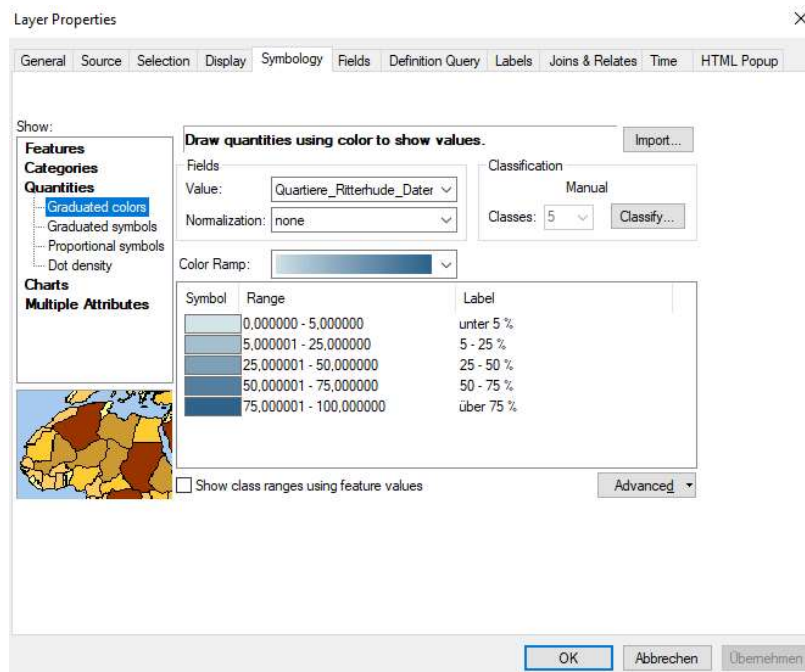 Layer Properties
General Source Selection Display Symbology Fields Definition Query Labels Joins & Relates Time HTML Popup
Show:
Features
Categories
Quantities
Graduated colors
Graduated symbols
Proportional symbols
Dot density
Charts
Multiple Attributes
Draw quantities using color to show values.
Import...
Fields
Value: Quartiere_Ritterhude_Dater
Normalization: none
Classification
Manual
Classes: 5 Classify...
Color Ramp:
Symbol Range Label
0,000000 - 5,000000 unter 5 %
5,000001 - 25,000000 5 - 25 %
25,000001 - 50,000000 25 - 50 %
50,000001 - 75,000000 50 - 75 %
75,000001 - 100,000000 über 75 %
Show class ranges using feature values
Advanced
OK Abbrechen Übernehmen